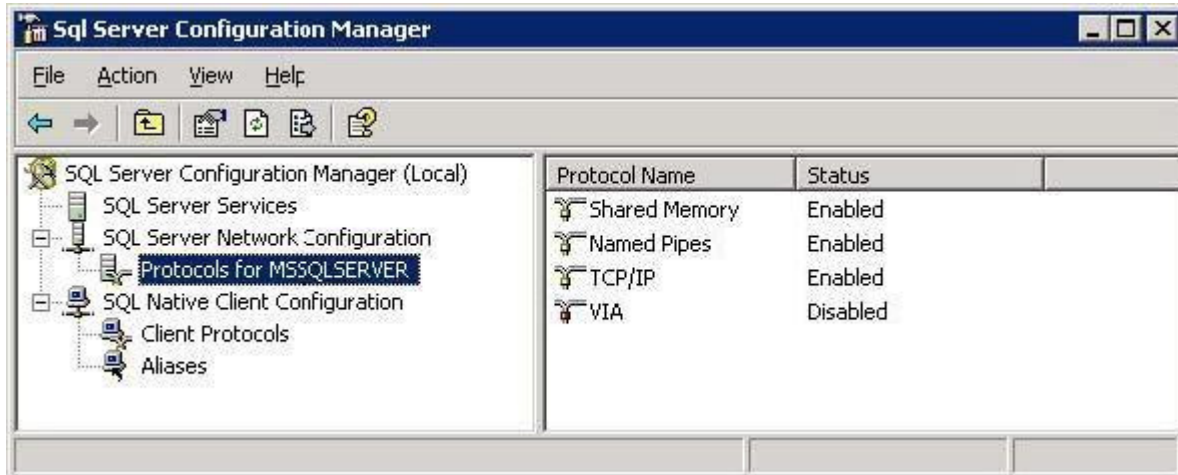 Sql Server Configuration Manager
File Action View Help
SQL Server Configuration Manager (Local)
SQL Server Services
SQL Server Network Configuration
Protocols for MSSQLSERVER
SQL Native Client Configuration
Client Protocols
Aliases
Protocol Name Status
Shared Memory Enabled
Named Pipes Enabled
TCP/IP Enabled
VIA Disabled